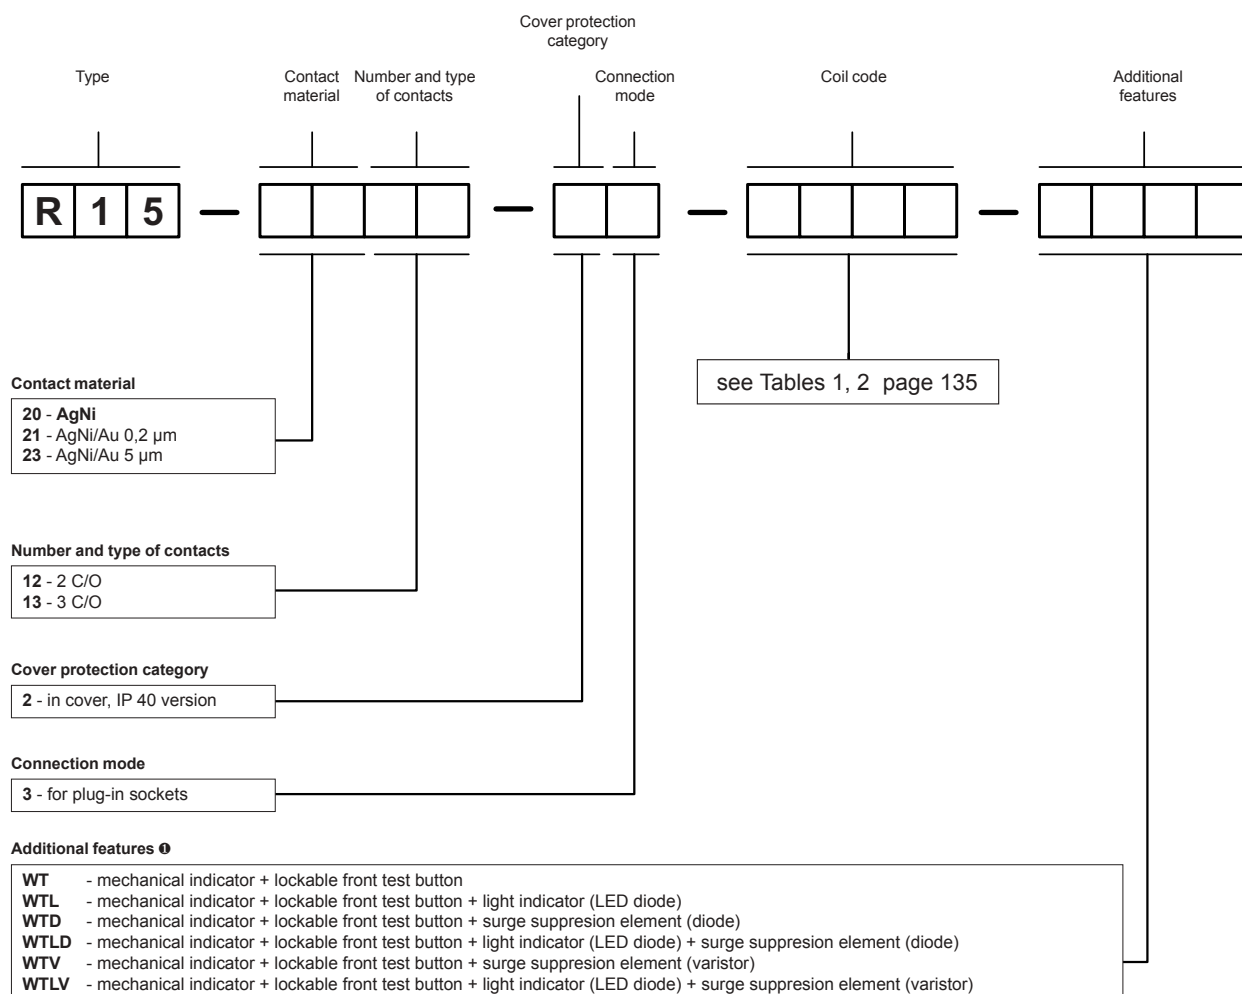 Cover protection
category
Type
Contact
material
Number and type
of contacts
Connection
mode
Coil code
Additional
features
R 1 5
see Tables 1, 2 page 135
Contact material
20 - AgNi
21 - AgNi/Au 0,2 μm
23 - AgNi/Au 5 μm
Number and type of contacts
12 - 2 C/O
13 - 3 C/O
Cover protection category
2 - in cover, IP 40 version
Connection mode
3 - for plug-in sockets
Additional features ❶
WT - mechanical indicator + lockable front test button
WTL - mechanical indicator + lockable front test button + light indicator (LED diode)
WTD - mechanical indicator + lockable front test button + surge suppresion element (diode)
WTLD - mechanical indicator + lockable front test button + light indicator (LED diode) + surge suppresion element (diode)
WTV - mechanical indicator + lockable front test button + surge suppresion element (varistor)
WTLV - mechanical indicator + lockable front test button + light indicator (LED diode) + surge suppresion element (varistor)